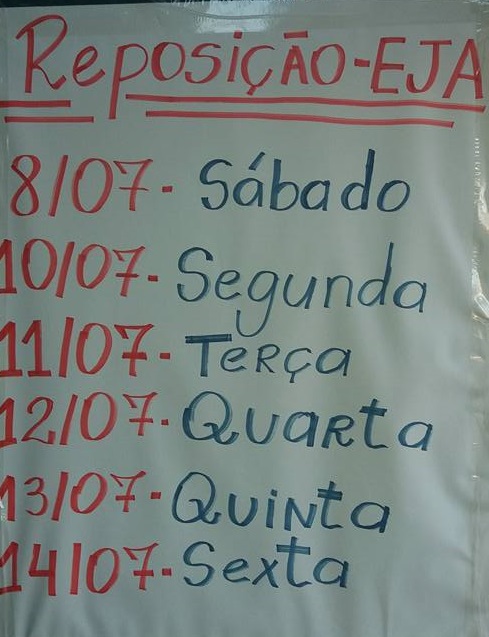 Reposição-EJA
8/07- Sábado
10/07- Segunda
11/07- Terça
12/07- Quarta
13/07- Quinta
14/07- Sexta